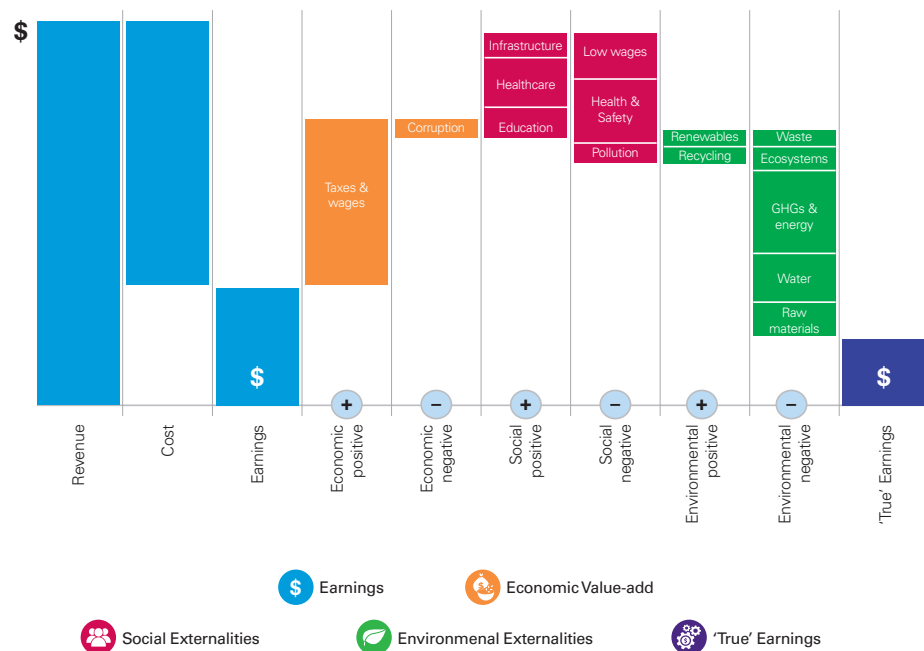 $
Infrastructure
Healthcare
Education
Low wages
Health &
Safety
Pollution
Corruption
Taxes &
wages
Renewables
Recycling
Waste
Ecosystems
GHGs &
energy
Water
Raw
materials
$
$
+
–
+
–
+
–
Revenue
Cost
Earnings
Economic
positive
Economic
negative
Social
positive
Social
negative
Environmental
positive
Environmental
negative
'True' Earnings
$ Earnings
$ Economic Value-add
Social Externalities
Environmenal Externalities
$ 'True' Earnings